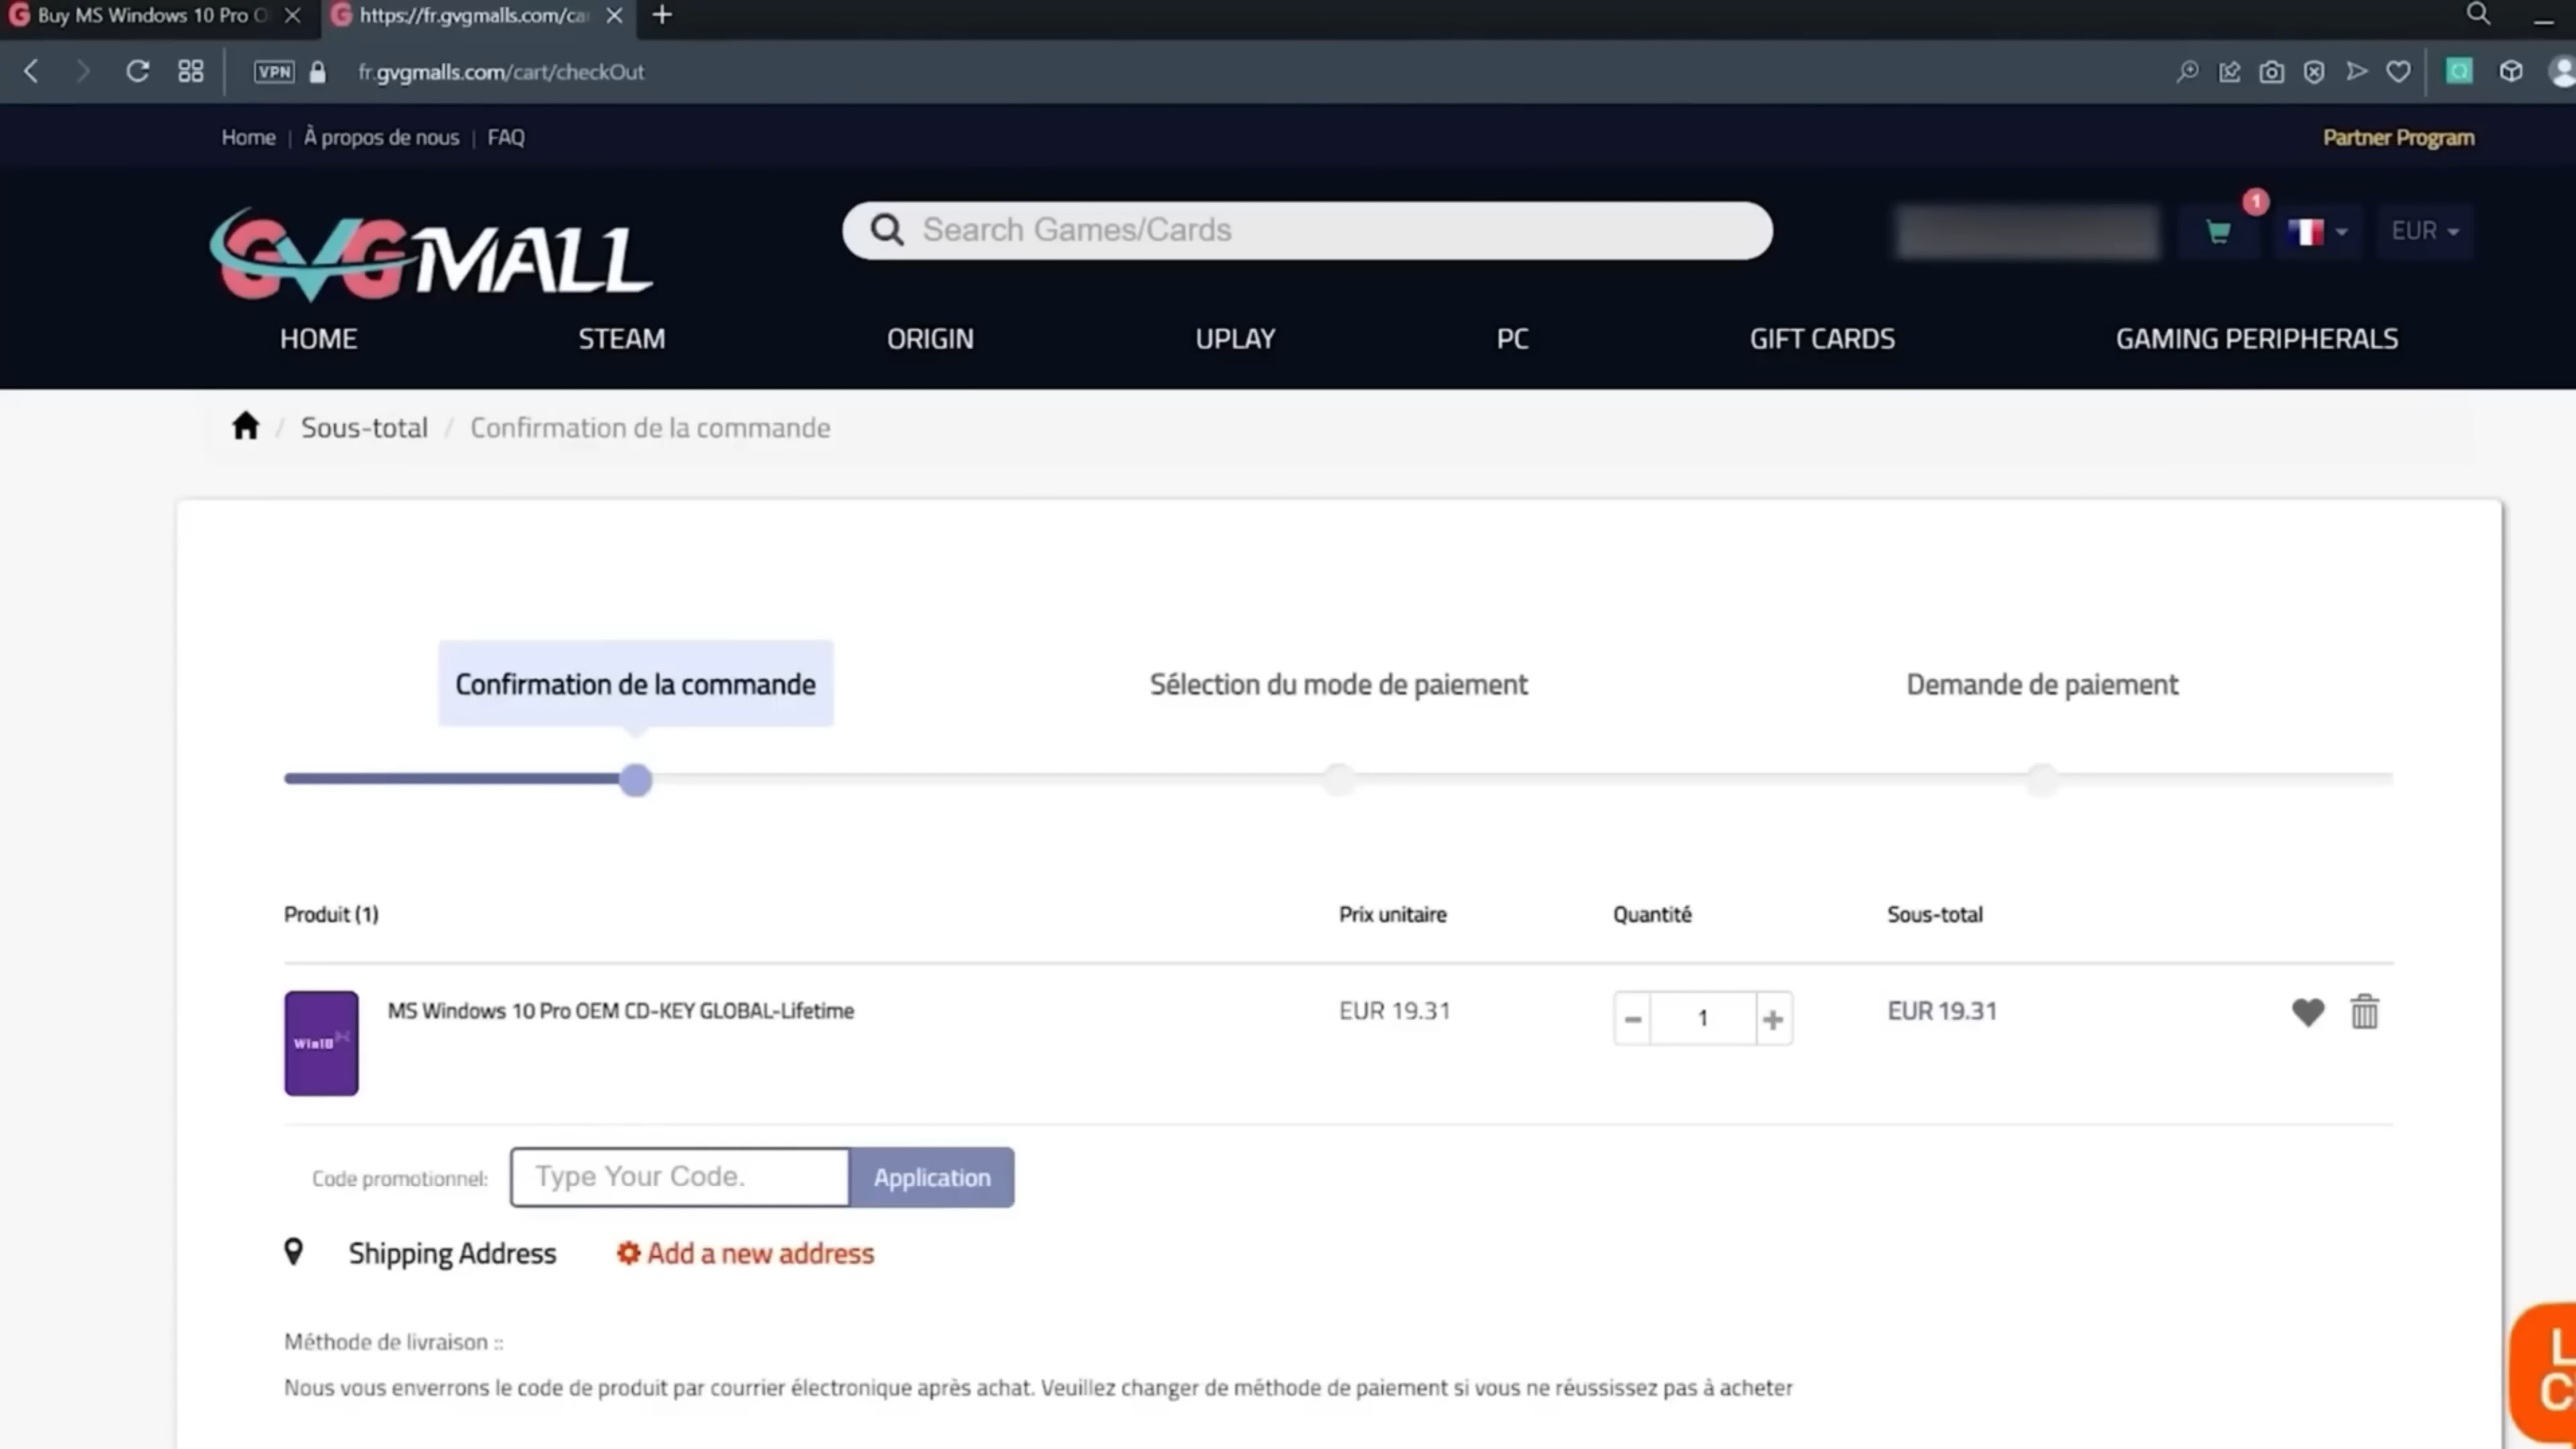 Buy MS Windows 10 Pro O
https://fr.gvgmalls.com/ca
VPN
fr.gvgmalls.com/cart/checkOut
Home | À propos de nous | FAQ
Partner Program
GVGMALL
Search Games/Cards
1
EUR
HOME
STEAM
ORIGIN
UPLAY
PC
GIFT CARDS
GAMING PERIPHERALS
/ Sous-total / Confirmation de la commande
Confirmation de la commande
Sélection du mode de paiement
Demande de paiement
Produit (1)
Prix unitaire
Quantité
Sous-total
Win10
MS Windows 10 Pro OEM CD-KEY GLOBAL-Lifetime
EUR 19.31
1
EUR 19.31
Code promotionnel:
Type Your Code.
Application
Shipping Address
Add a new address
Méthode de livraison ::
Nous vous enverrons le code de produit par courrier électronique après achat. Veuillez changer de méthode de paiement si vous ne réussissez pas à acheter